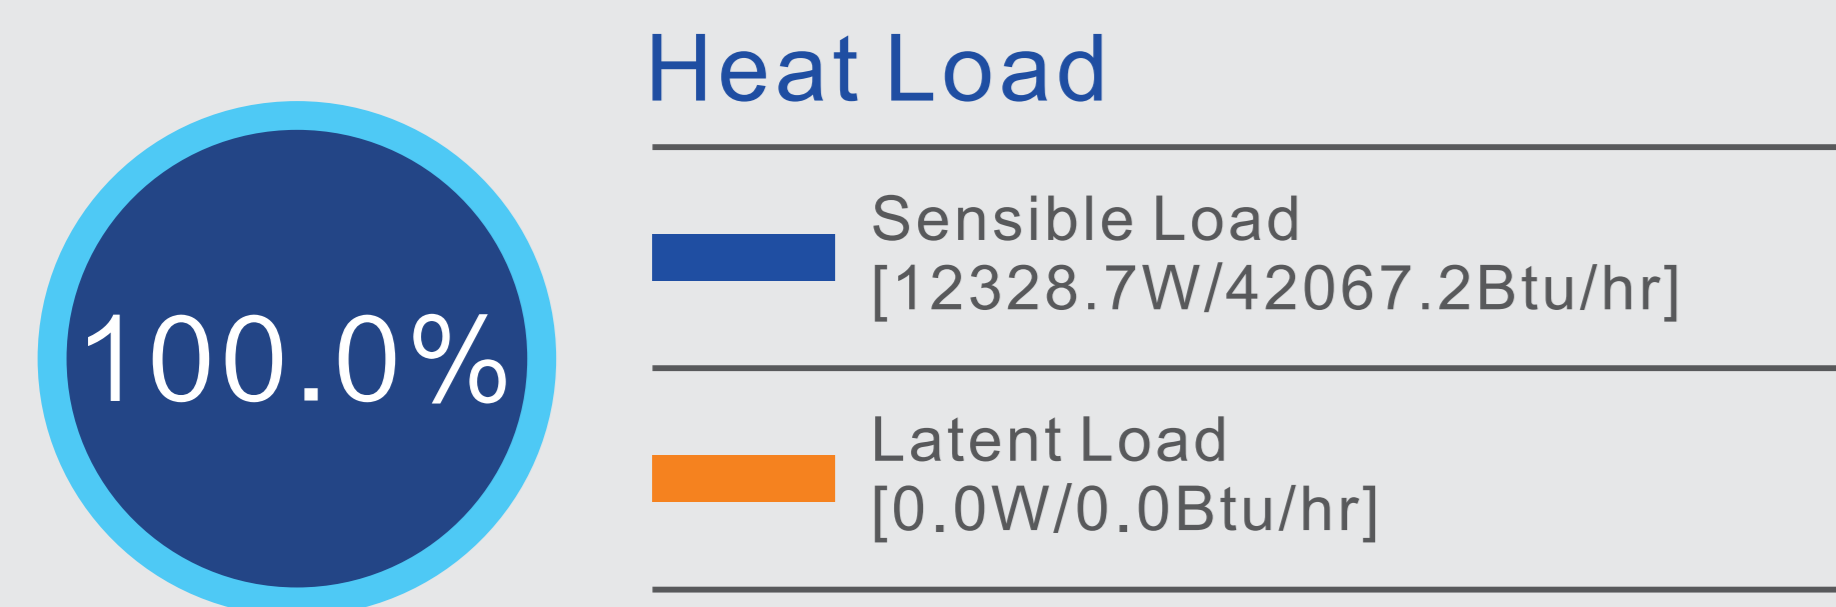 Heat Load
Sensible Load
[12328.7W/42067.2Btu/hr]
100.0%
Latent Load
[0.0W/0.0Btu/hr]